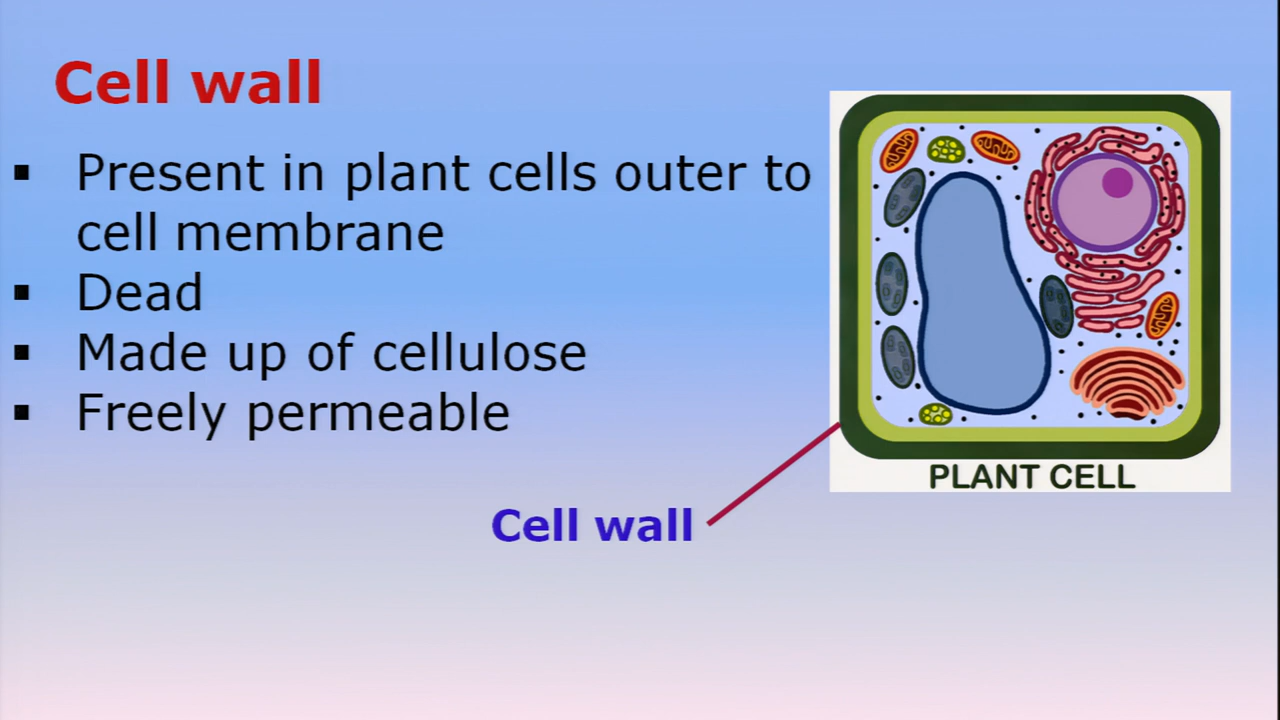 Cell wall
▪ Present in plant cells outer to
cell membrane
▪ Dead
▪ Made up of cellulose
▪ Freely permeable
PLANT CELL
Cell wall